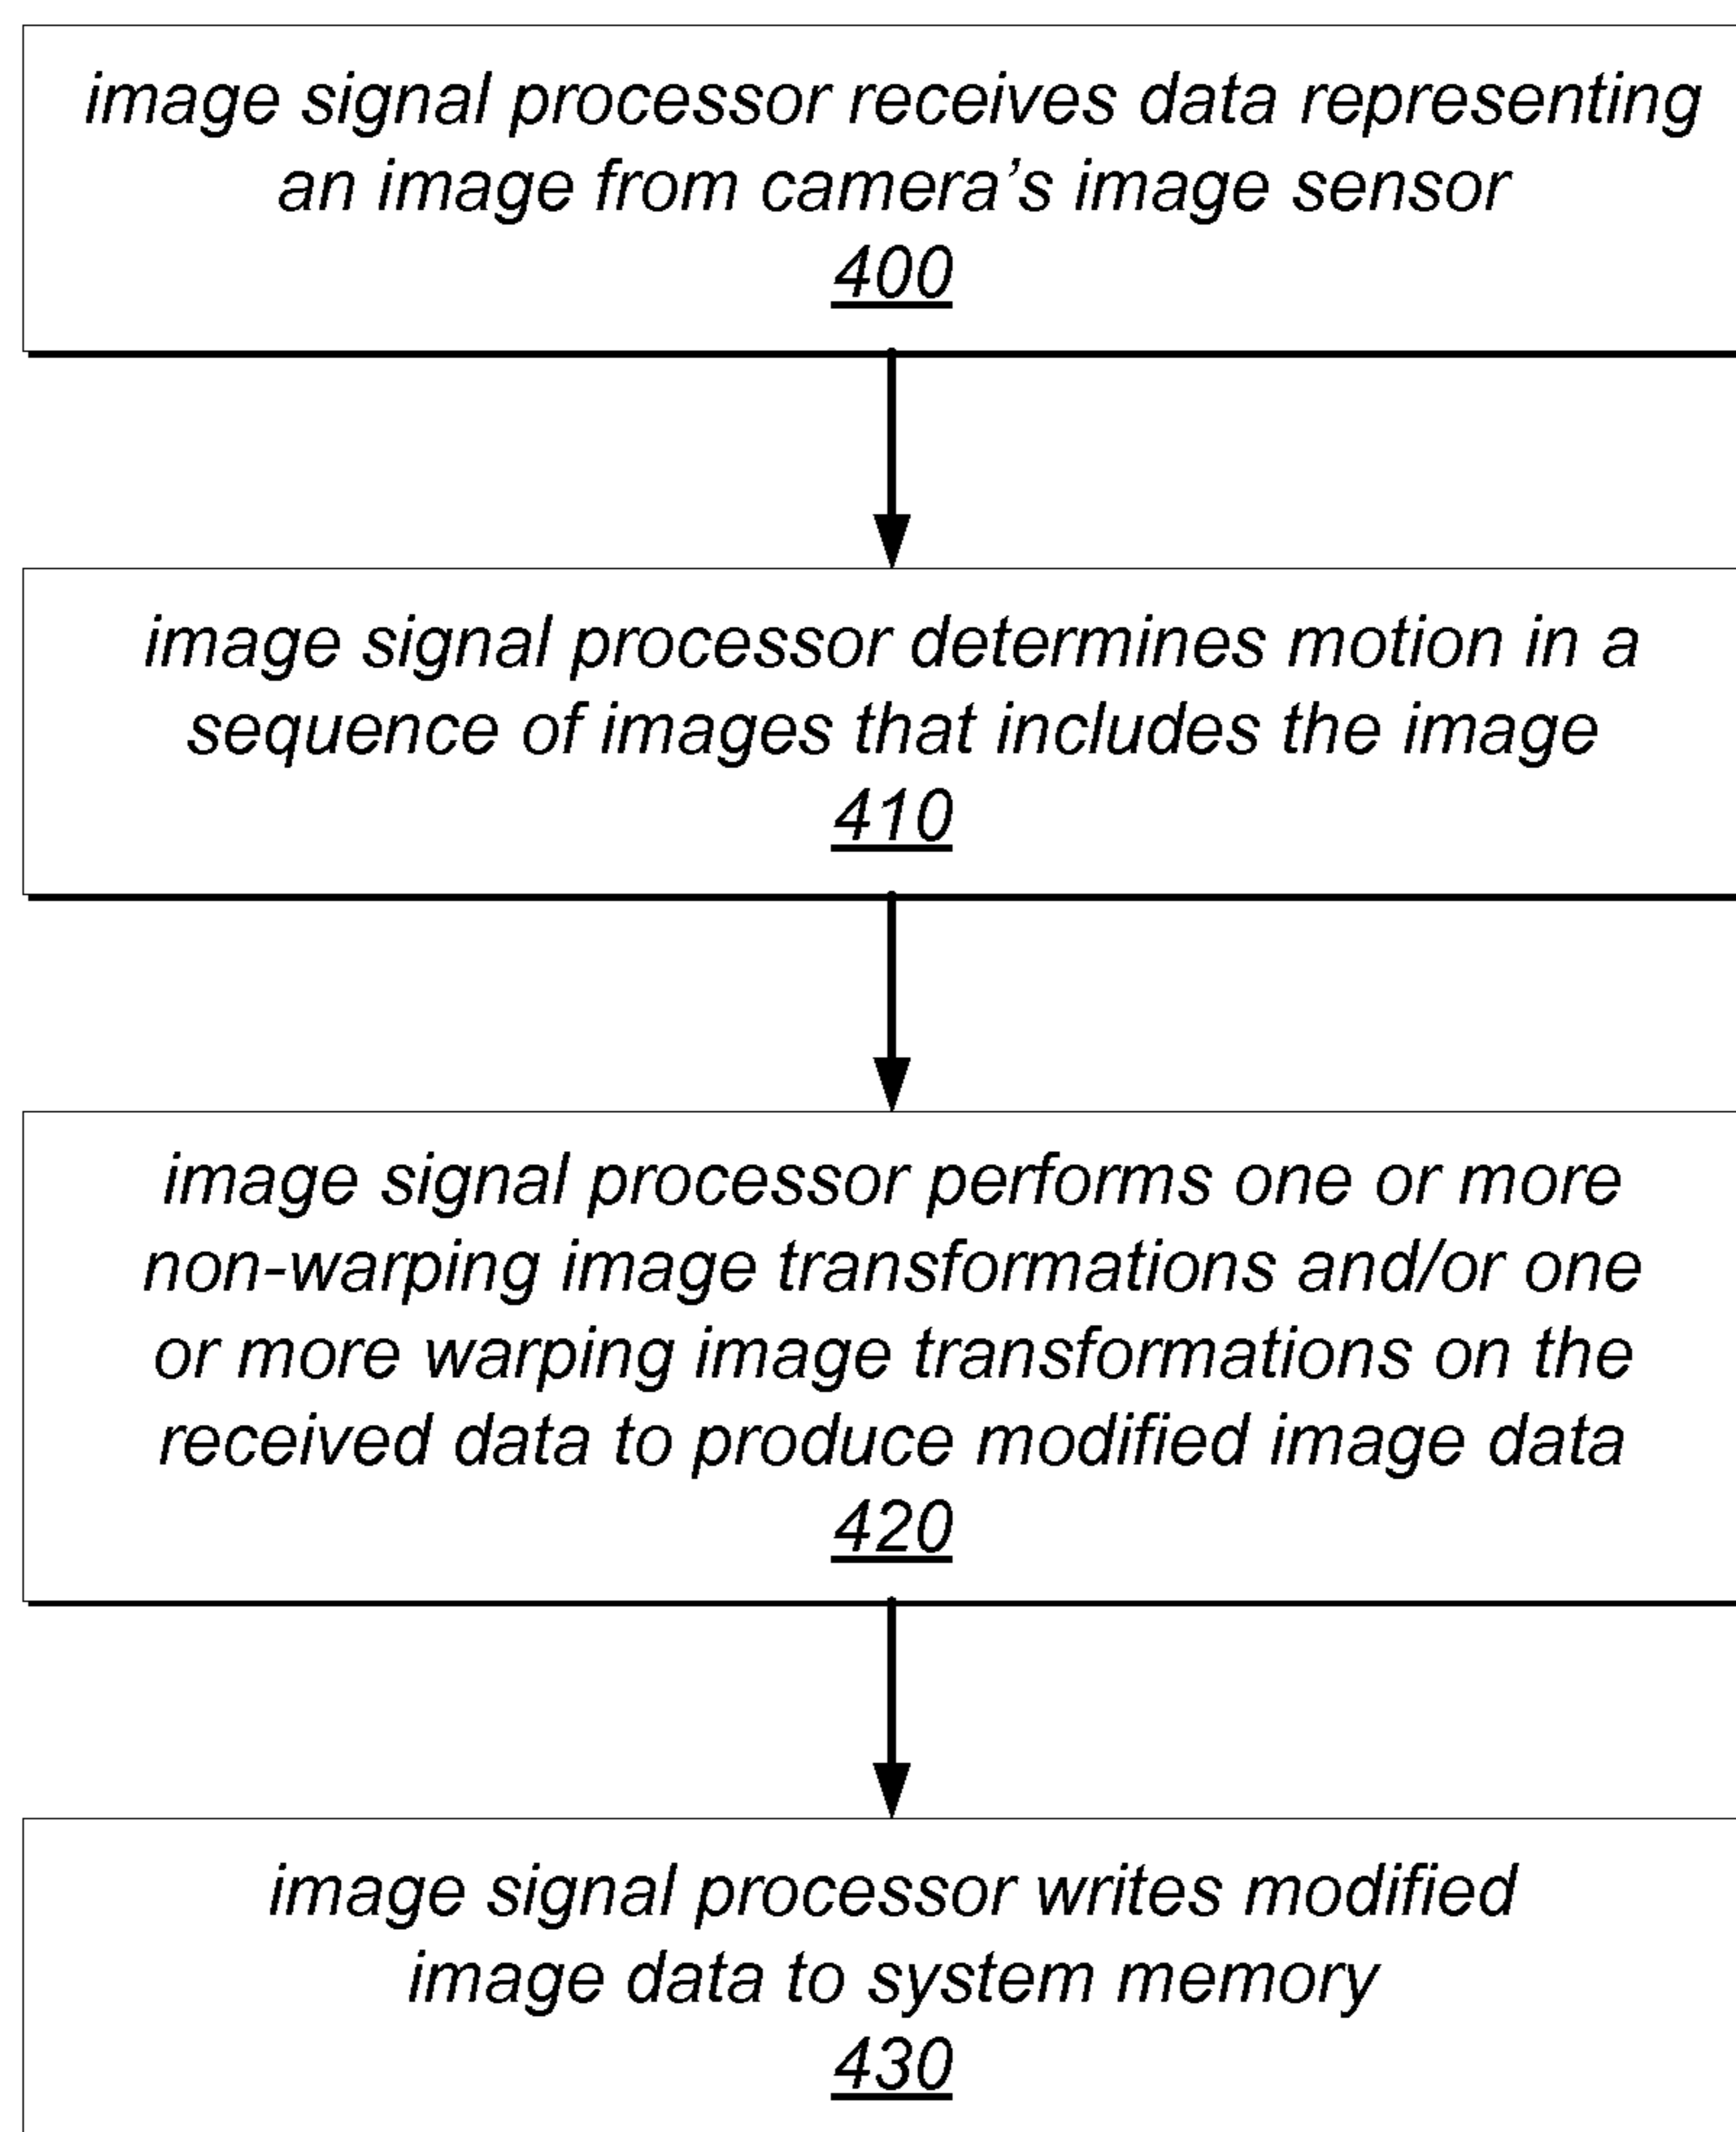 image signal processor receives data representing
an image from camera’s image sensor
400
image signal processor determines motion in a
sequence of images that includes the image
410
image signal processor performs one or more
non-warping image transformations and/or one
or more warping image transformations on the
received data to produce modified image data
420
image signal processor writes modified
image data to system memory
430